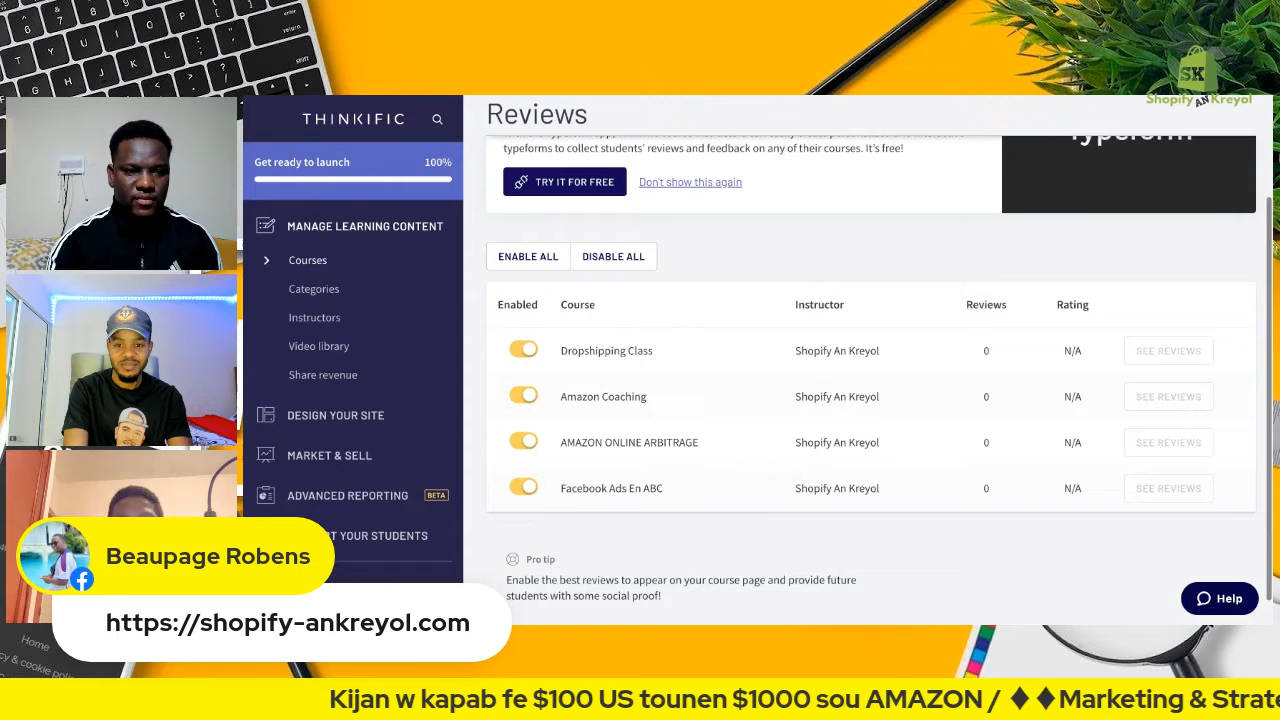 SK
Shopify AN Kreyol
THINKIFIC
Get ready to launch 100%
MANAGE LEARNING CONTENT
Courses
Categories
Instructors
Video library
Share revenue
DESIGN YOUR SITE
MARKET & SELL
ADVANCED REPORTING BETA
T YOUR STUDENTS
Reviews
typeforms to collect students' reviews and feedback on any of their courses. It's free!
TRY IT FOR FREE Don't show this again
ENABLE ALL DISABLE ALL
Enabled Course Instructor Reviews Rating
Dropshipping Class Shopify An Kreyol 0 N/A SEE REVIEWS
Amazon Coaching Shopify An Kreyol 0 N/A SEE REVIEWS
AMAZON ONLINE ARBITRAGE Shopify An Kreyol 0 N/A SEE REVIEWS
Facebook Ads En ABC Shopify An Kreyol 0 N/A SEE REVIEWS
Pro tip
Enable the best reviews to appear on your course page and provide future
students with some social proof!
Help
Beaupage Robens
https://shopify-ankreyol.com
Home
cy & cookie
Kijan w kapab fe $100 US tounen $1000 sou AMAZON / ♦♦Marketing & Strate